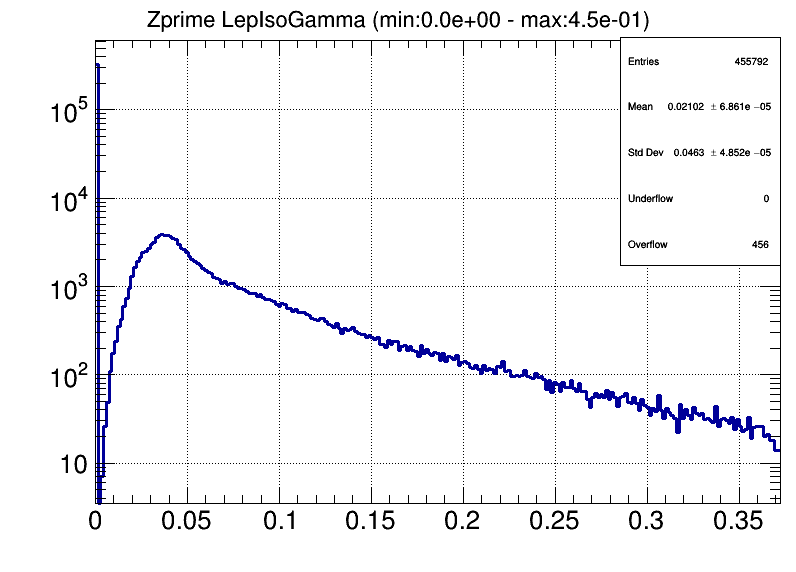 Zprime LepIsoGamma (min:0.0e+00 - max:4.5e-01)
Entries 455792
Mean 0.02102 ± 6.861e −05
Std Dev 0.0463 ± 4.852e −05
Underflow 0
Overflow 456
10^5
10^4
10^3
10^2
10
0 0.05 0.1 0.15 0.2 0.25 0.3 0.35